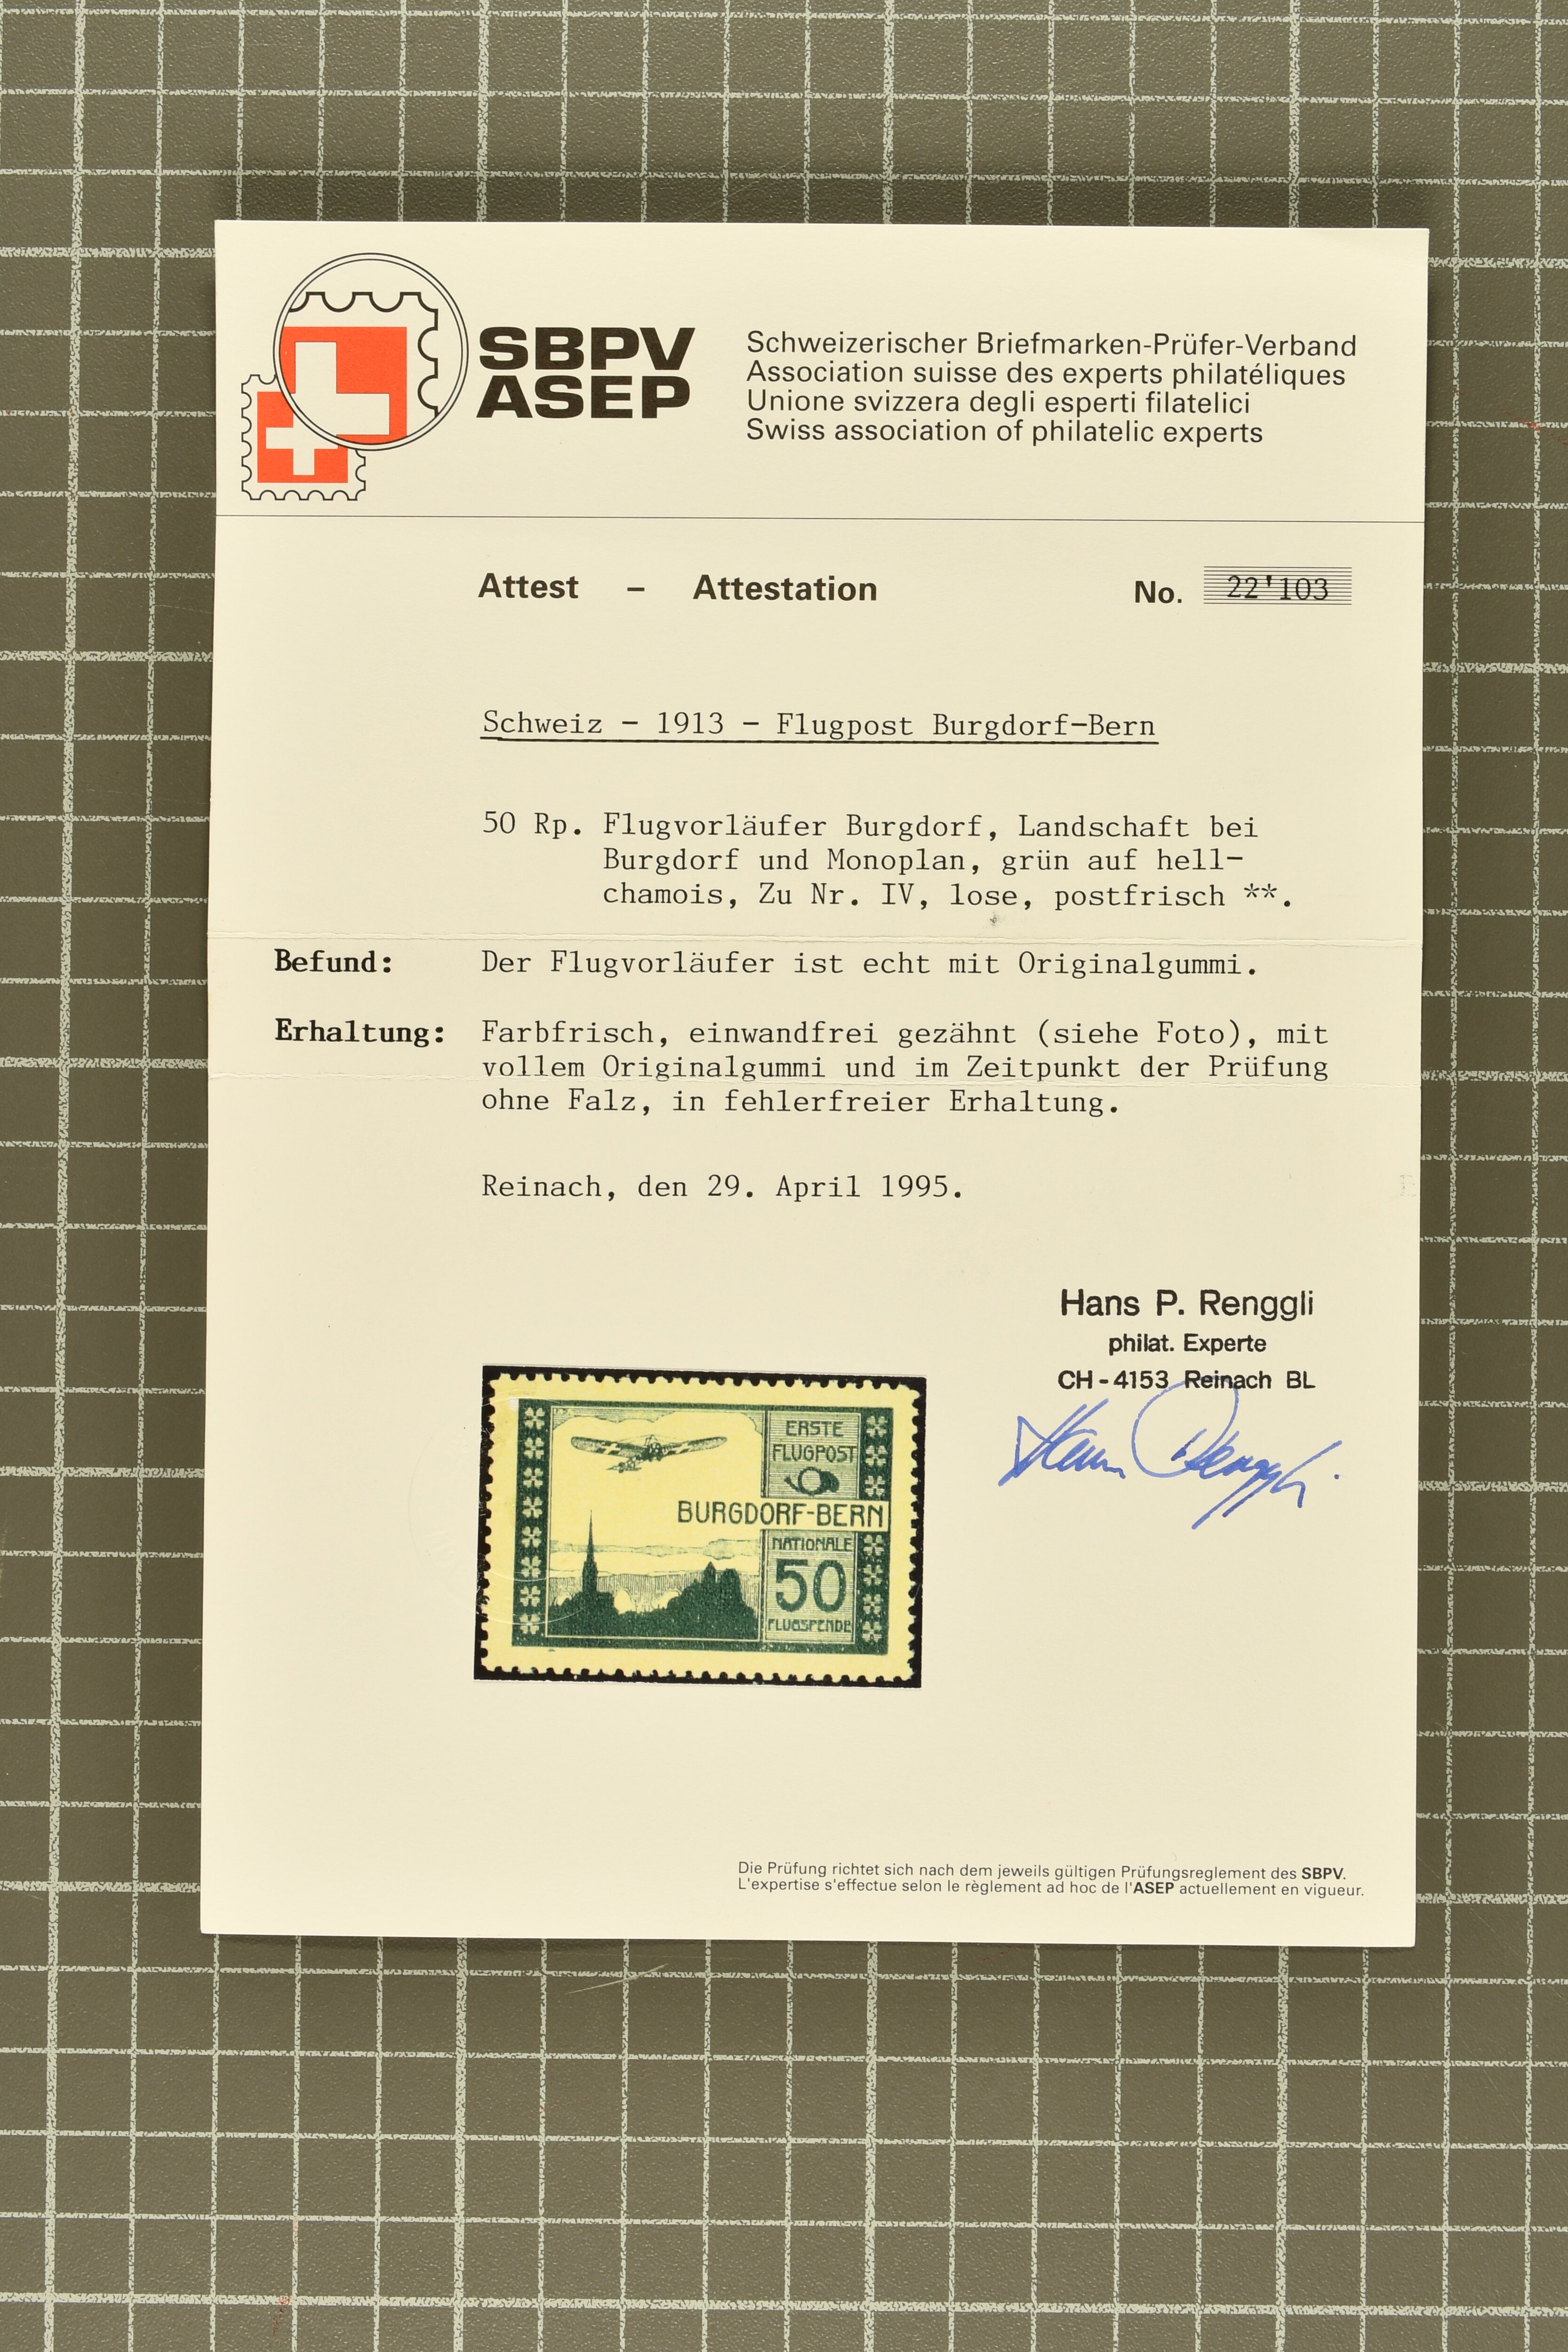 SBPV
ASEP
Schweizerischer Briefmarken-Prüfer-Verband
Association suisse des experts philatéliques
Unione svizzera degli esperti filatelici
Swiss association of philatelic experts
Attest – Attestation No. 22'103
Schweiz - 1913 - Flugpost Burgdorf-Bern
50 Rp. Flugvorläufer Burgdorf, Landschaft bei
Burgdorf und Monoplan, grün auf hell-
chamois, Zu Nr. IV, lose, postfrisch **.
Befund: Der Flugvorläufer ist echt mit Originalgummi.
Erhaltung: Farbfrisch, einwandfrei gezähnt (siehe Foto), mit
vollem Originalgummi und im Zeitpunkt der Prüfung
ohne Falz, in fehlerfreier Erhaltung.
Reinach, den 29. April 1995.
Hans P. Renggli
philat. Experte
CH-4153 Reinach BL
Hans Renggli
ERSTE
FLUGPOST
BURGDORF-BERN
NATIONALE
50
FLUGSPENDE
Die Prüfung richtet sich nach dem jeweils gültigen Prüfungsreglement des SBPV.
L'expertise s'effectue selon le règlement ad hoc de l'ASEP actuellement en vigueur.